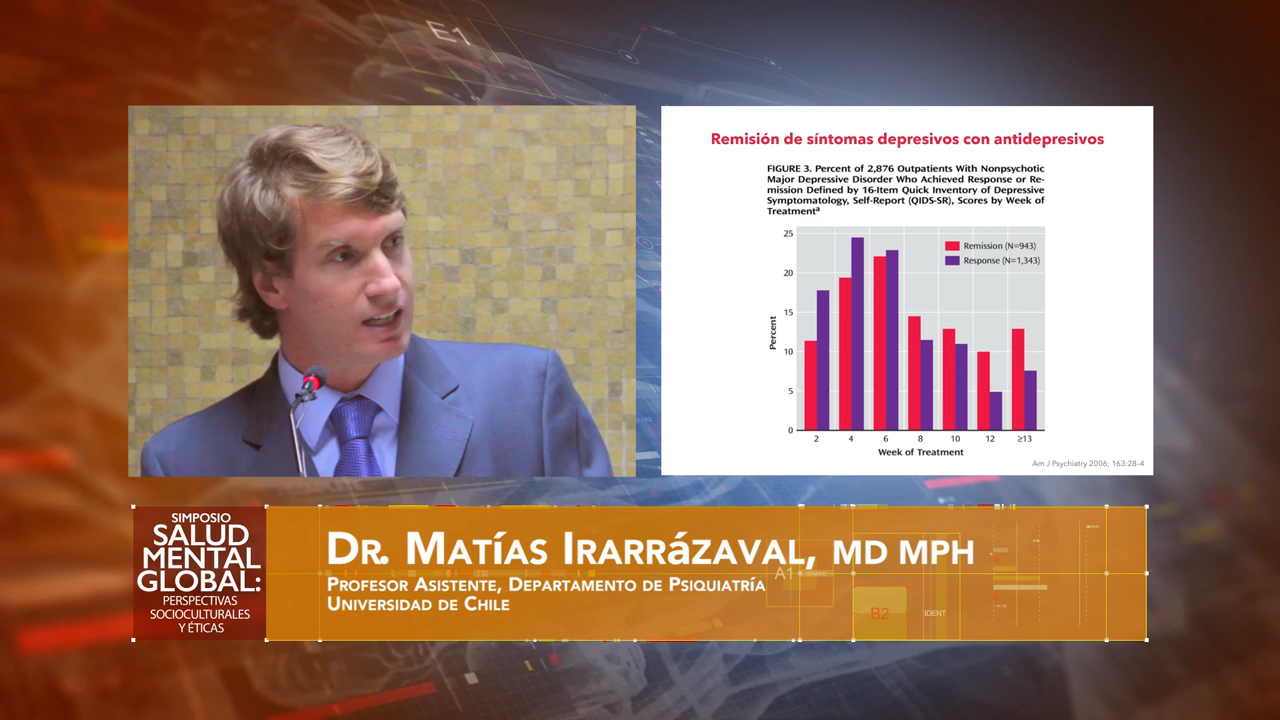 E1
Remisión de síntomas depresivos con antidepresivos
FIGURE 3. Percent of 2,876 Outpatients With Nonpsychotic
Major Depressive Disorder Who Achieved Response or Re-
mission Defined by 16-Item Quick Inventory of Depressive
Symptomatology, Self-Report (QIDS-SR), Scores by Week of
Treatmentª
25
20
15
10
5
0
Percent
Remission (N=943)
Response (N=1,343)
2 4 6 8 10 12 ≥13
Week of Treatment
Am J Psychiatry 2006; 163:28-4
SIMPOSIO
SALUD
MENTAL
GLOBAL:
PERSPECTIVAS
SOCIOCULTURALES
Y ÉTICAS
DR. MATÍAS IRARRáZAVAL, MD MPH
PROFESOR ASISTENTE, DEPARTAMENTO DE PSIQUIATRÍA
UNIVERSIDAD DE CHILE
A1
B2
IDENT